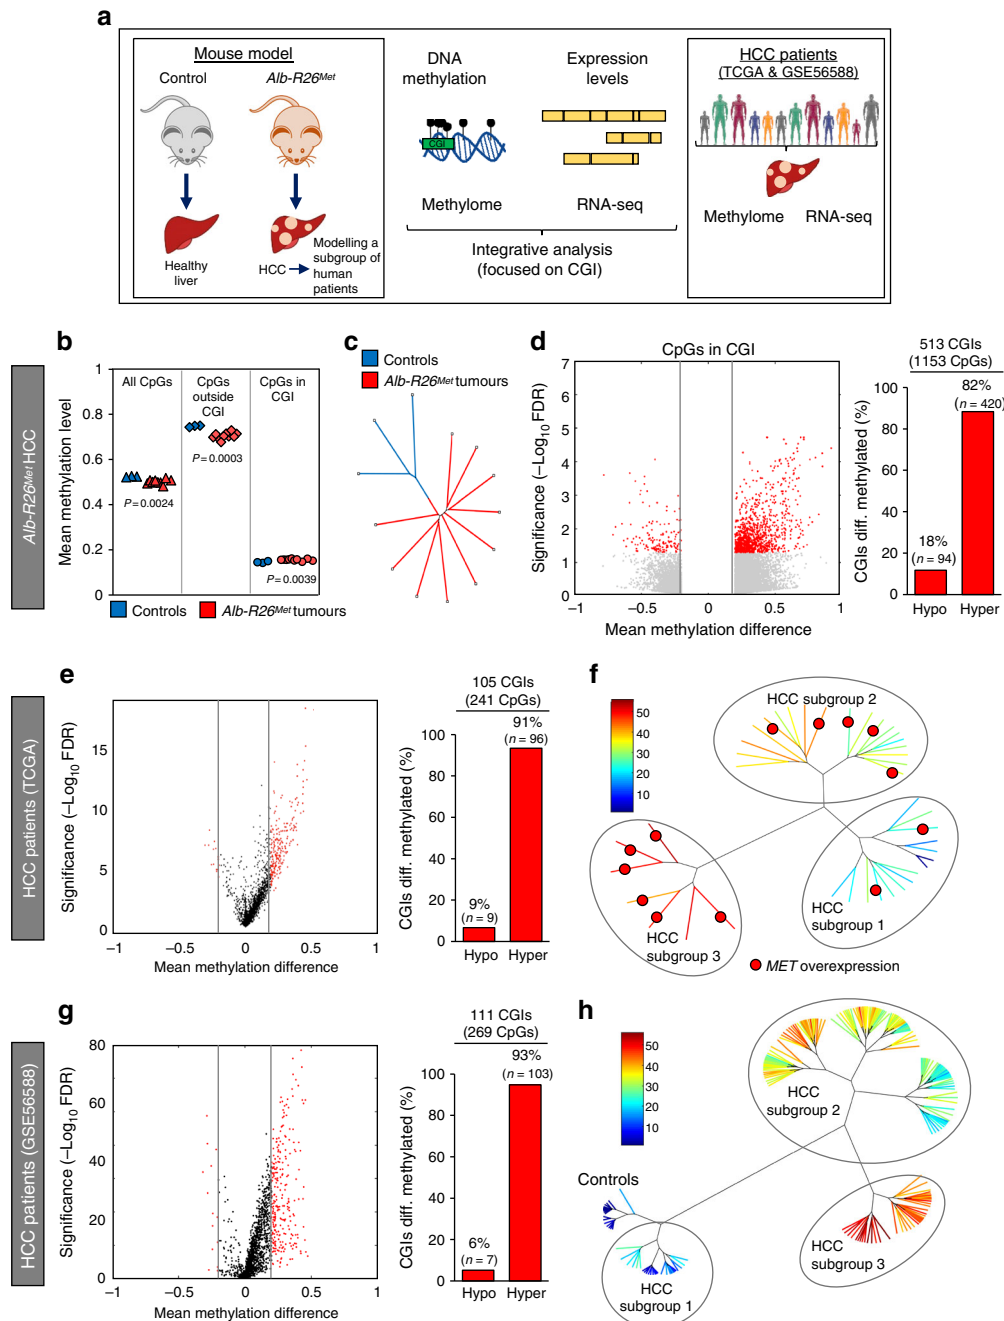 a
Mouse model
Control
Alb-R26Met
Healthy
liver
HCC
Modelling a
subgroup of
human
patients
DNA
methylation
CGI
Methylome
Expression
levels
RNA-seq
Integrative analysis
(focused on CGI)
HCC patients
(TCGA & GSE56588)
Methylome
RNA-seq
Alb-R26Met HCC
b
Mean methylation level
1
0.8
0.6
0.4
0.2
0
All CpGs
CpGs
outside
CGI
CpGs in
CGI
P = 0.0024
P = 0.0003
P = 0.0039
Controls
Alb-R26Met tumours
c
Controls
Alb-R26Met tumours
d
CpGs in CGI
Significance (−Log10 FDR)
7
6
5
4
3
2
1
0
−1
−0.5
0
0.5
1
Mean methylation difference
513 CGIs
(1153 CpGs)
CGIs diff. methylated (%)
100
80
60
40
20
0
18%
(n = 94)
82%
(n = 420)
Hypo
Hyper
HCC patients (TCGA)
e
Significance (−Log10 FDR)
15
10
5
0
−1
−0.5
0
0.5
1
Mean methylation difference
105 CGIs
(241 CpGs)
CGIs diff. methylated (%)
100
80
60
40
20
0
9%
(n = 9)
91%
(n = 96)
Hypo
Hyper
f
50
40
30
20
10
HCC subgroup 2
HCC
subgroup 1
HCC
subgroup 3
MET overexpression
HCC patients (GSE56588)
g
Significance (−Log10 FDR)
80
60
40
20
0
−1
−0.5
0
0.5
1
Mean methylation difference
111 CGIs
(269 CpGs)
CGIs diff. methylated (%)
100
80
60
40
20
0
6%
(n = 7)
93%
(n = 103)
Hypo
Hyper
h
50
40
30
20
10
HCC
subgroup 2
Controls
HCC
subgroup 1
HCC
subgroup 3